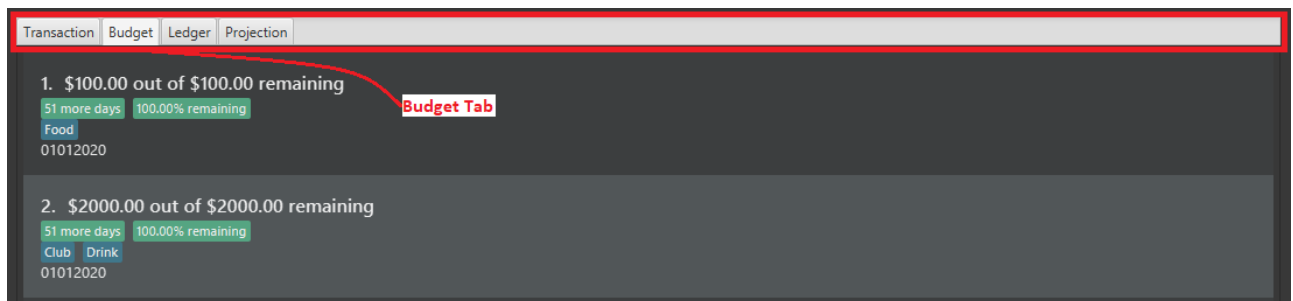 Transaction Budget Ledger Projection
1. $100.00 out of $100.00 remaining
51 more days 100.00% remaining
Budget Tab
Food
01012020
2. $2000.00 out of $2000.00 remaining
51 more days 100.00% remaining
Club Drink
01012020